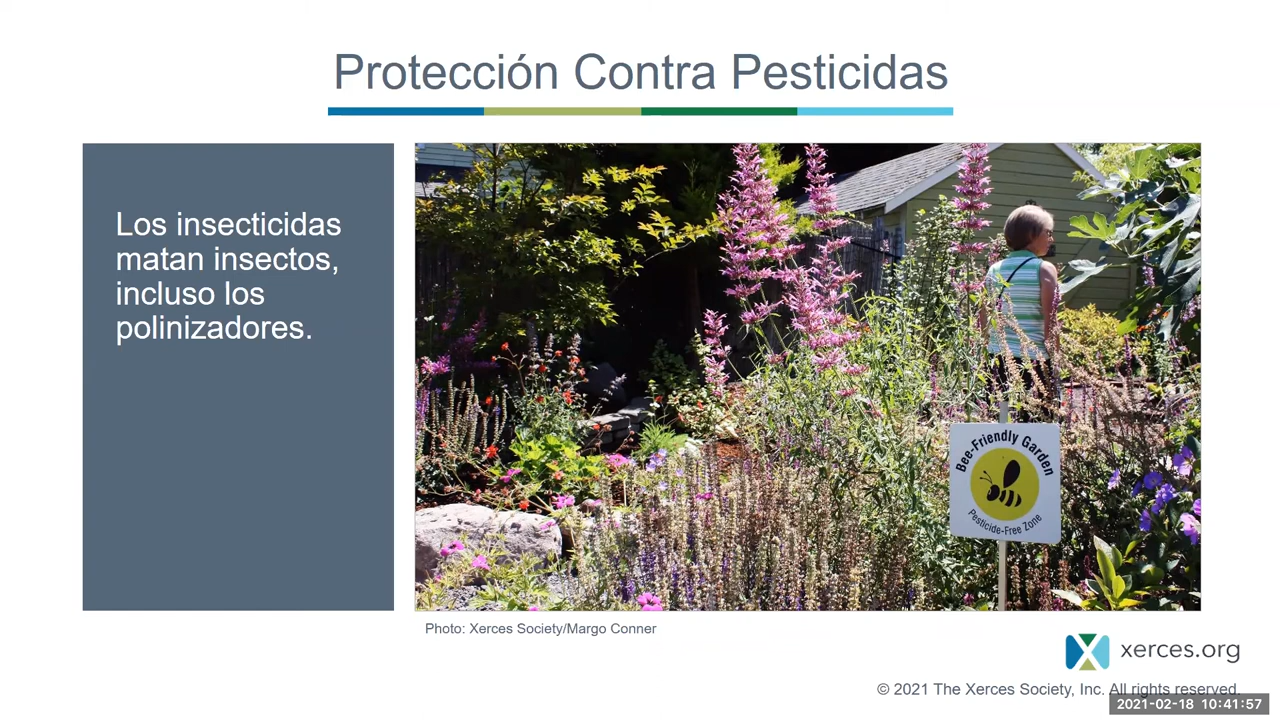 Protección Contra Pesticidas
Los insecticidas
matan insectos,
incluso los
polinizadores.
Bee-Friendly Garden
Pesticide-Free Zone
Photo: Xerces Society/Margo Conner
xerces.org
© 2021 The Xerces Society, Inc. All rights reserved.
2021-02-18 10:41:57